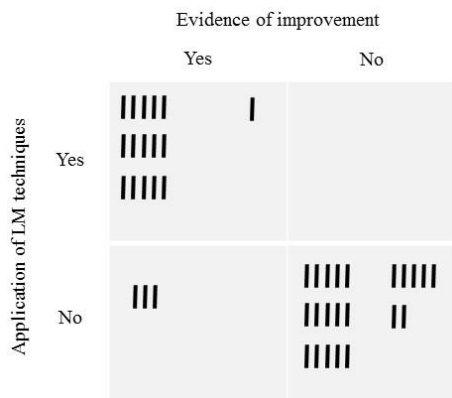 Evidence of improvement
Yes
No
Application of LM techniques
Yes
No